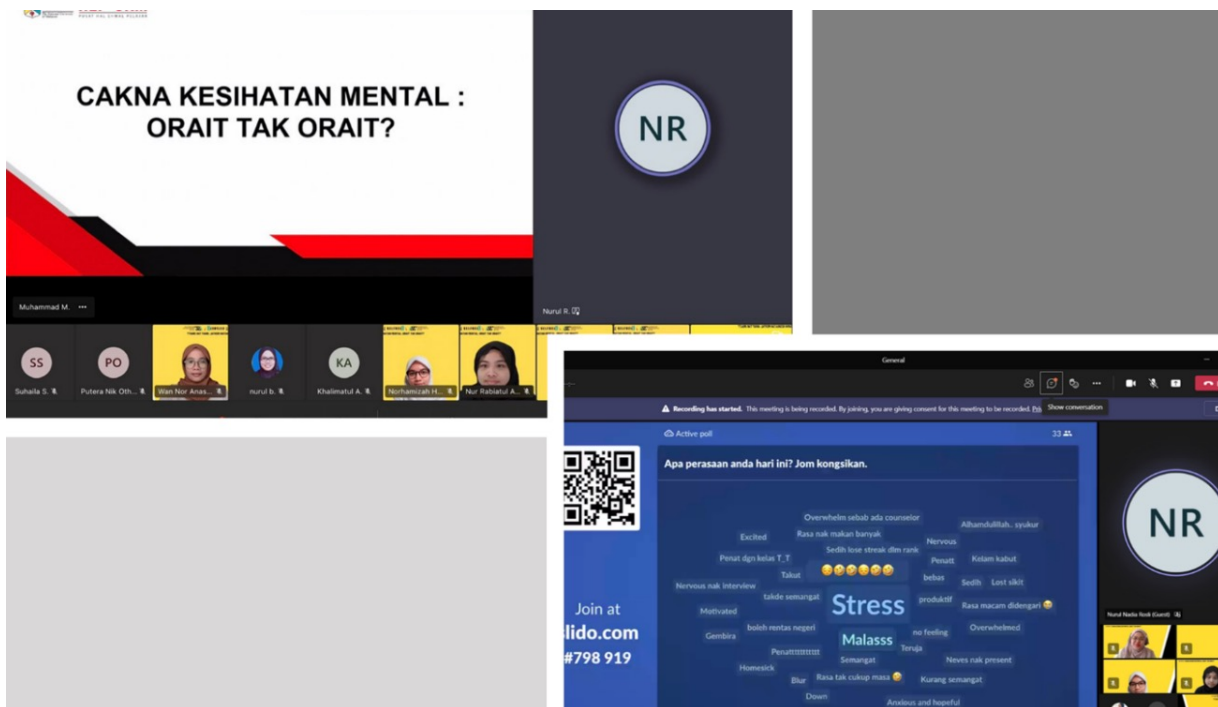 CAKNA KESIHATAN MENTAL :
ORAIT TAK ORAIT?
NR
Muhammad M. •••
Nurul R.
SS
PO
KA
Suhaila S.
Putera Nik Oth...
Wan Nor Anas...
nurul b.
Khalimatul A.
Norhamizah H...
Nur Rabiatul A...
General
Recording has started. This meeting is being recorded. By joining, you are giving consent for this meeting to be recorded.
Show conversation
Active poll
33
Apa perasaan anda hari ini? Jom kongsikan.
Overwhelm sebab ada counselor
Alhamdulillah.. syukur
Excited
Rasa nak makan banyak
Nervous
Sedih lose streak dlm rank
Penat dgn kelas T_T
Penatt
Kelam kabut
Takut
😊🤣🤣🤣🤣🤣
bebas
Sedih
Lost sikit
Nervous nak interview
takde semangat
Stress
produktif
Rasa macam didengari
Motivated
boleh rentas negeri
Gembira
Malasss
no feeling
Overwhelmed
Penattttttttttt
Teruja
Semangat
Neves nak present
Homesick
Blur
Rasa tak cukup masa
Kurang semangat
Down
Anxious and hopeful
Join at
slido.com
#798 919
NR
Nurul Nadia Rosli (Guest)